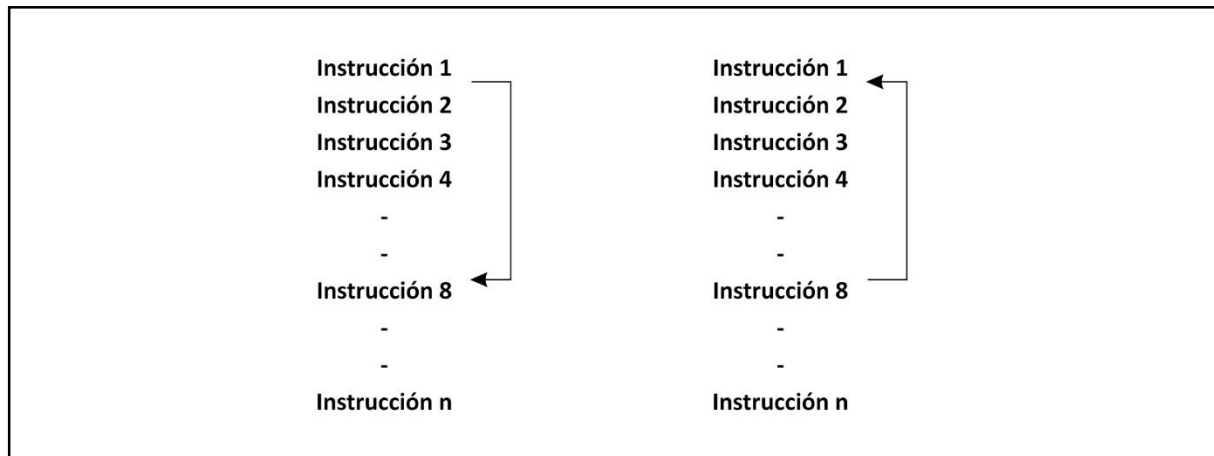 Instrucción 1
Instrucción 2
Instrucción 3
Instrucción 4
-
-
Instrucción 8
-
-
Instrucción n
Instrucción 1
Instrucción 2
Instrucción 3
Instrucción 4
-
-
Instrucción 8
-
-
Instrucción n